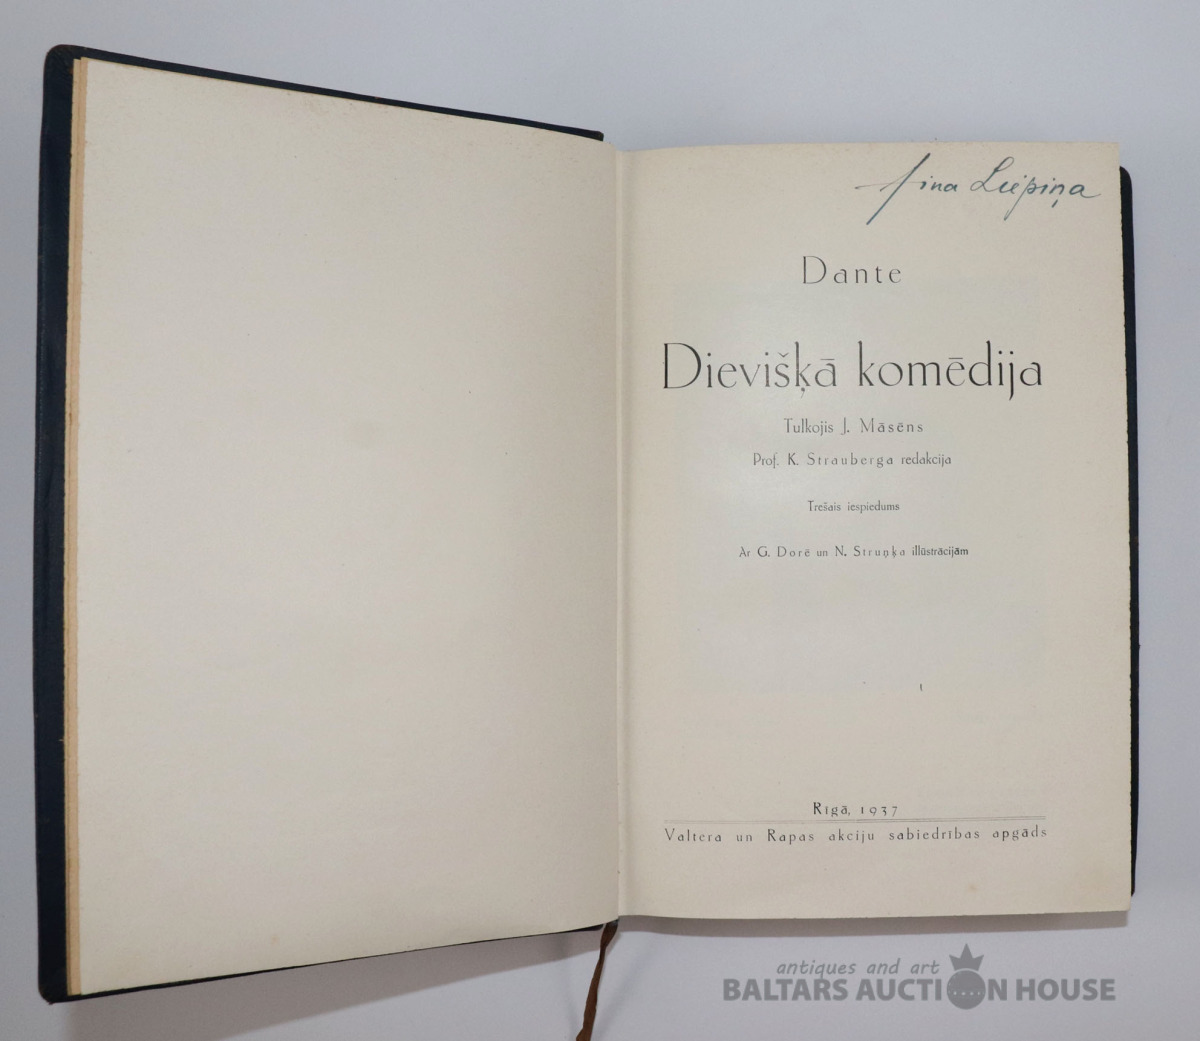 Aina Liepiņa
Dante
Dievišķā komēdija
Tulkojis J. Māsēns
Prof. K. Strauberga redakcija
Trešais iespiedums
Ar G. Dorē un N. Struņķa illūstrācijām
Rīgā, 1937
Valtera un Rapas akciju sabiedrības apgāds
antiques and art
BALTARS AUCTION HOUSE